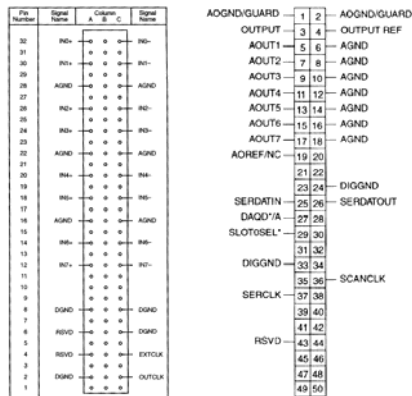 Pin Number Signal Name Column A B C Signal Name
32 IN0+ IN0-
31
30 IN1+ IN1-
29
28 AGND AGND
27
26 IN2+ IN2-
25
24 IN3+ IN3-
23
22 AGND AGND
21
20 IN4+ IN4-
19
18 IN5+ IN5-
17
16 AGND AGND
15
14 IN6+ IN6-
13
12 IN7+ IN7-
11
10
9
8 DGND DGND
7
6 RSVD DGND
5
4 RSVD EXTCLK
3
2 DGND OUTCLK
1
AOGND/GUARD 1 2 AOGND/GUARD
OUTPUT 3 4 OUTPUT REF
AOUT1 5 6 AGND
AOUT2 7 8 AGND
AOUT3 9 10 AGND
AOUT4 11 12 AGND
AOUT5 13 14 AGND
AOUT6 15 16 AGND
AOUT7 17 18 AGND
AOREF/NC 19 20
21 22
23 24 DIGGND
SERDATIN 25 26 SERDATOUT
DAQD*/A 27 28
SLOT0SEL* 29 30
31 32
DIGGND 33 34
35 36 SCANCLK
SERCLK 37 38
39 40
41 42
RSVD 43 44
45 46
47 48
49 50